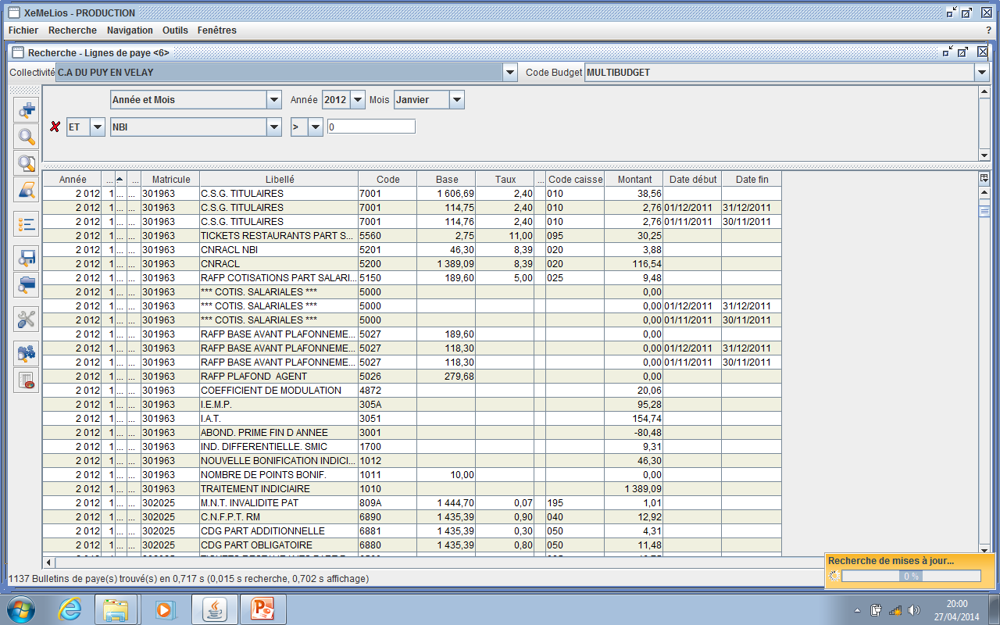 XeMeLios - PRODUCTION
Fichier Recherche Navigation Outils Fenêtres ?
Recherche - Lignes de paye <6>
Collectivité C.A DU PUY EN VELAY Code Budget MULTIBUDGET
Année et Mois Année 2012 Mois Janvier
ET NBI > 0
Année ... ... Matricule Libellé Code Base Taux ... Code caisse Montant Date début Date fin
2 012 1... ... 301963 C.S.G. TITULAIRES 7001 1 606,69 2,40 010 38,56
2 012 1... ... 301963 C.S.G. TITULAIRES 7001 114,75 2,40 010 2,76 01/12/2011 31/12/2011
2 012 1... ... 301963 C.S.G. TITULAIRES 7001 114,76 2,40 010 2,76 01/11/2011 30/11/2011
2 012 1... ... 301963 TICKETS RESTAURANTS PART S... 5560 2,75 11,00 095 30,25
2 012 1... ... 301963 CNRACL NBI 5201 46,30 8,39 020 3,88
2 012 1... ... 301963 CNRACL 5200 1 389,09 8,39 020 116,54
2 012 1... ... 301963 RAFP COTISATIONS PART SALARI... 5150 189,60 5,00 025 9,48
2 012 1... ... 301963 *** COTIS. SALARIALES *** 5000 0,00
2 012 1... ... 301963 *** COTIS. SALARIALES *** 5000 0,00 01/12/2011 31/12/2011
2 012 1... ... 301963 *** COTIS. SALARIALES *** 5000 0,00 01/11/2011 30/11/2011
2 012 1... ... 301963 RAFP BASE AVANT PLAFONNEME... 5027 189,60 0,00
2 012 1... ... 301963 RAFP BASE AVANT PLAFONNEME... 5027 118,30 0,00 01/12/2011 31/12/2011
2 012 1... ... 301963 RAFP BASE AVANT PLAFONNEME... 5027 118,30 0,00 01/11/2011 30/11/2011
2 012 1... ... 301963 RAFP PLAFOND AGENT 5026 279,68 0,00
2 012 1... ... 301963 COEFFICIENT DE MODULATION 4872 20,06
2 012 1... ... 301963 I.E.M.P. 305A 95,28
2 012 1... ... 301963 I.A.T. 3051 154,74
2 012 1... ... 301963 ABOND. PRIME FIN D ANNEE 3001 -80,48
2 012 1... ... 301963 IND. DIFFERENTIELLE. SMIC 1700 9,31
2 012 1... ... 301963 NOUVELLE BONIFICATION INDICI... 1012 46,30
2 012 1... ... 301963 NOMBRE DE POINTS BONIF. 1011 10,00 0,00
2 012 1... ... 301963 TRAITEMENT INDICIAIRE 1010 1 389,09
2 012 1... ... 302025 M.N.T. INVALIDITE PAT 809A 1 444,70 0,07 195 1,01
2 012 1... ... 302025 C.N.F.P.T. RM 6890 1 435,39 0,90 040 12,92
2 012 1... ... 302025 CDG PART ADDITIONNELLE 6881 1 435,39 0,30 050 4,31
2 012 1... ... 302025 CDG PART OBLIGATOIRE 6880 1 435,39 0,80 050 11,48
Recherche de mises à jour...
0 %
1137 Bulletins de paye(s) trouvé(s) en 0,717 s (0,015 s recherche, 0,702 s affichage)
20:00
27/04/2014